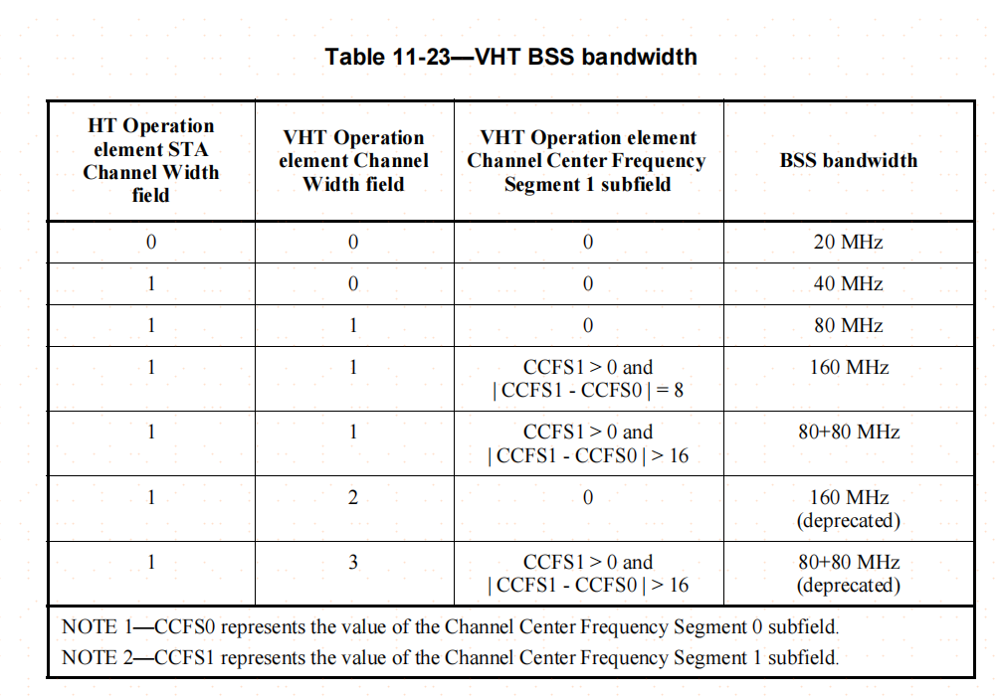 Table 11-23—VHT BSS bandwidth
HT Operation
element STA
Channel Width
field
VHT Operation
element Channel
Width field
VHT Operation element
Channel Center Frequency
Segment 1 subfield
BSS bandwidth
0 0 0 20 MHz
1 0 0 40 MHz
1 1 0 80 MHz
1 1 CCFS1 > 0 and 160 MHz
| CCFS1 - CCFS0 | = 8
1 1 CCFS1 > 0 and 80+80 MHz
| CCFS1 - CCFS0 | > 16
1 2 0 160 MHz
(deprecated)
1 3 CCFS1 > 0 and 80+80 MHz
| CCFS1 - CCFS0 | > 16 (deprecated)
NOTE 1—CCFS0 represents the value of the Channel Center Frequency Segment 0 subfield.
NOTE 2—CCFS1 represents the value of the Channel Center Frequency Segment 1 subfield.